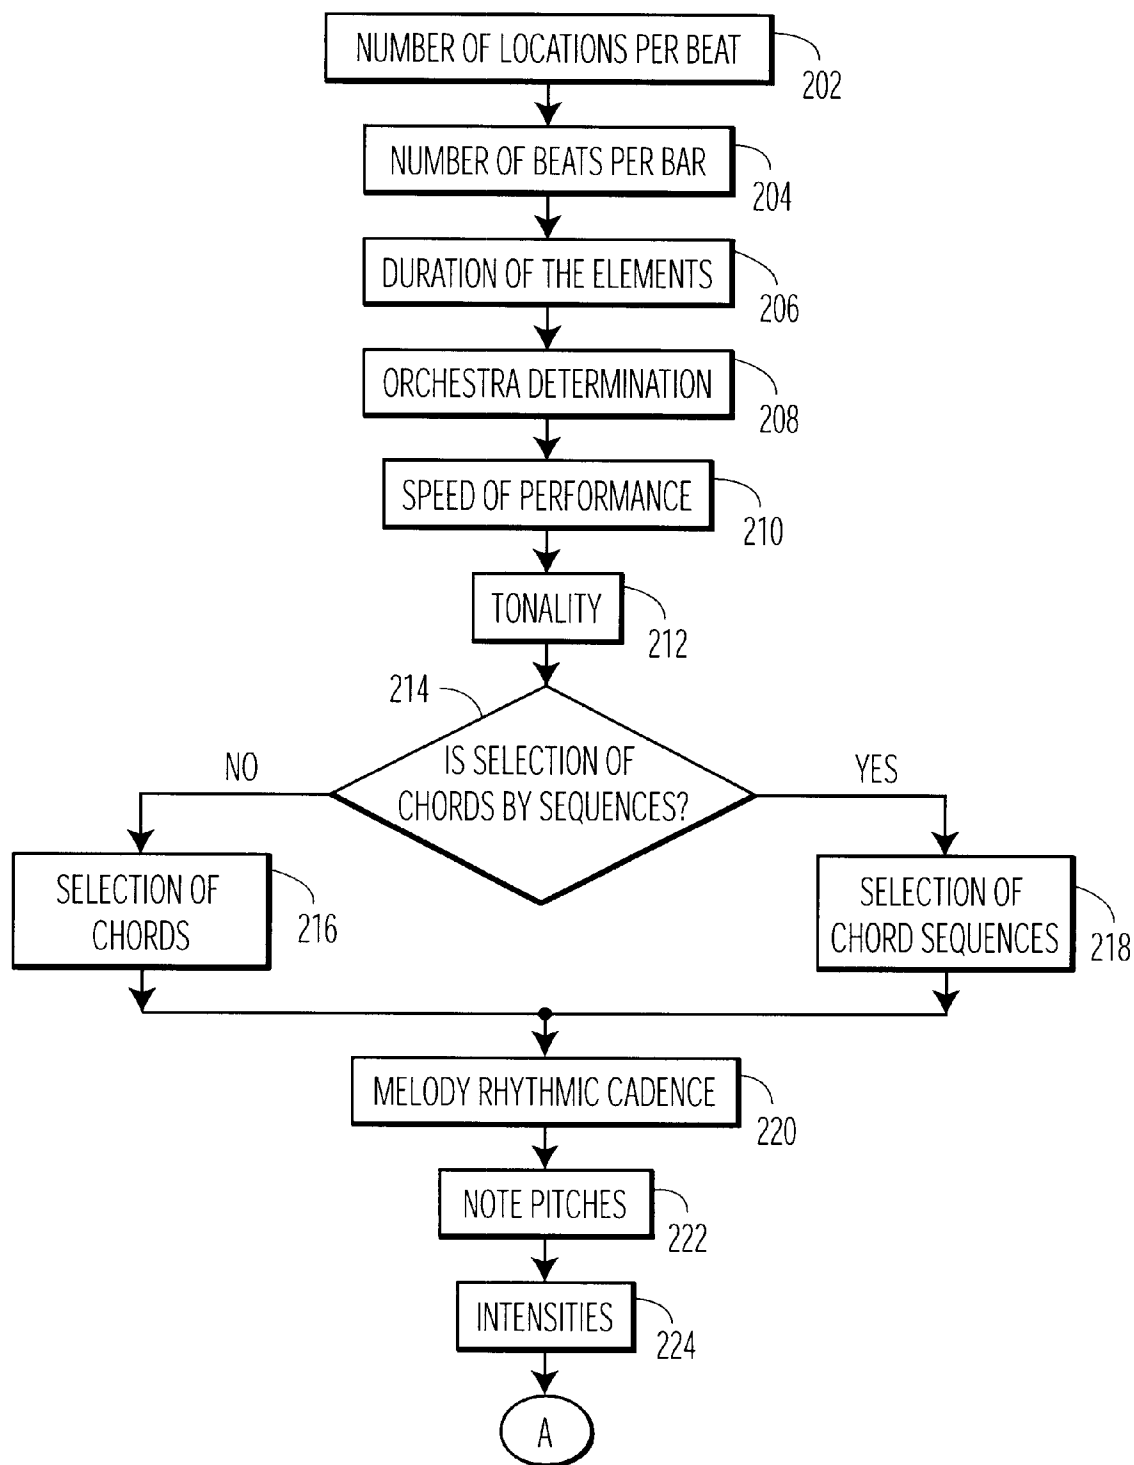 NUMBER OF LOCATIONS PER BEAT
202
NUMBER OF BEATS PER BAR
204
DURATION OF THE ELEMENTS
206
ORCHESTRA DETERMINATION
208
SPEED OF PERFORMANCE
210
TONALITY
212
214
IS SELECTION OF
CHORDS BY SEQUENCES?
NO
YES
SELECTION OF
CHORDS
216
SELECTION OF
CHORD SEQUENCES
218
MELODY RHYTHMIC CADENCE
220
NOTE PITCHES
222
INTENSITIES
224
A